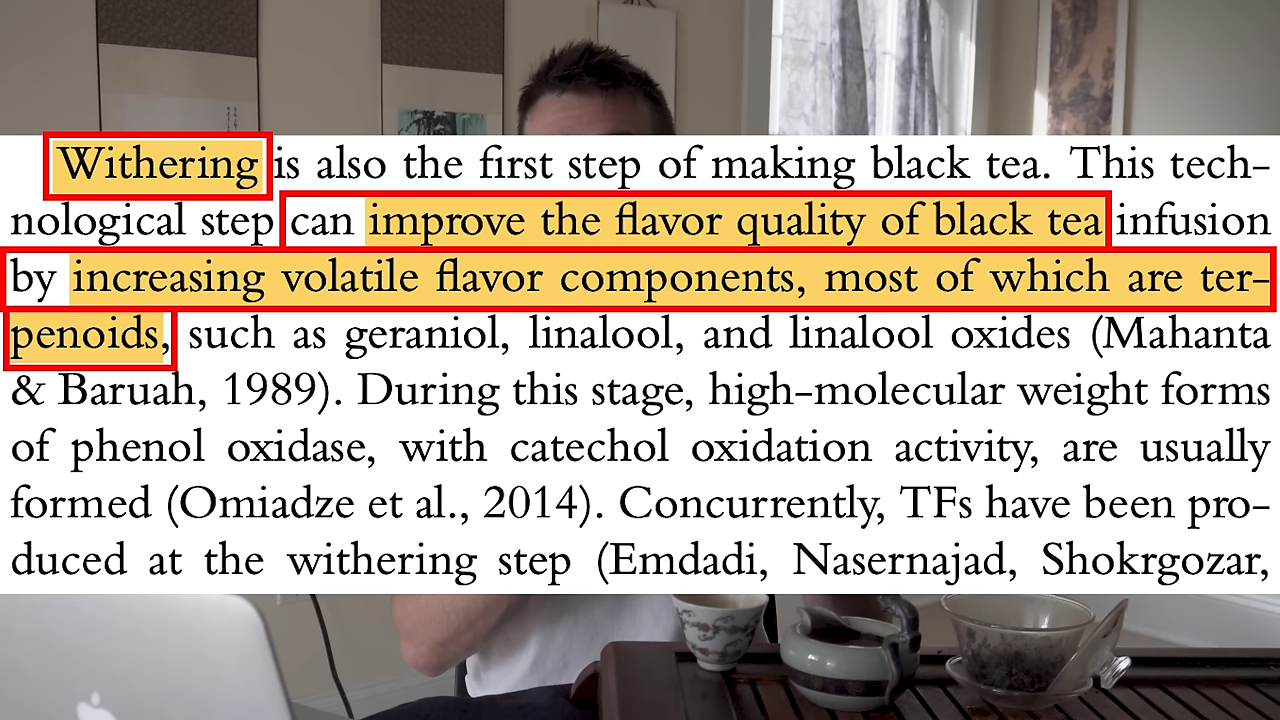 Withering is also the first step of making black tea. This tech-
nological step can improve the flavor quality of black tea infusion
by increasing volatile flavor components, most of which are ter-
penoids, such as geraniol, linalool, and linalool oxides (Mahanta
& Baruah, 1989). During this stage, high-molecular weight forms
of phenol oxidase, with catechol oxidation activity, are usually
formed (Omiadze et al., 2014). Concurrently, TFs have been pro-
duced at the withering step (Emdadi, Nasernajad, Shokrgozar,